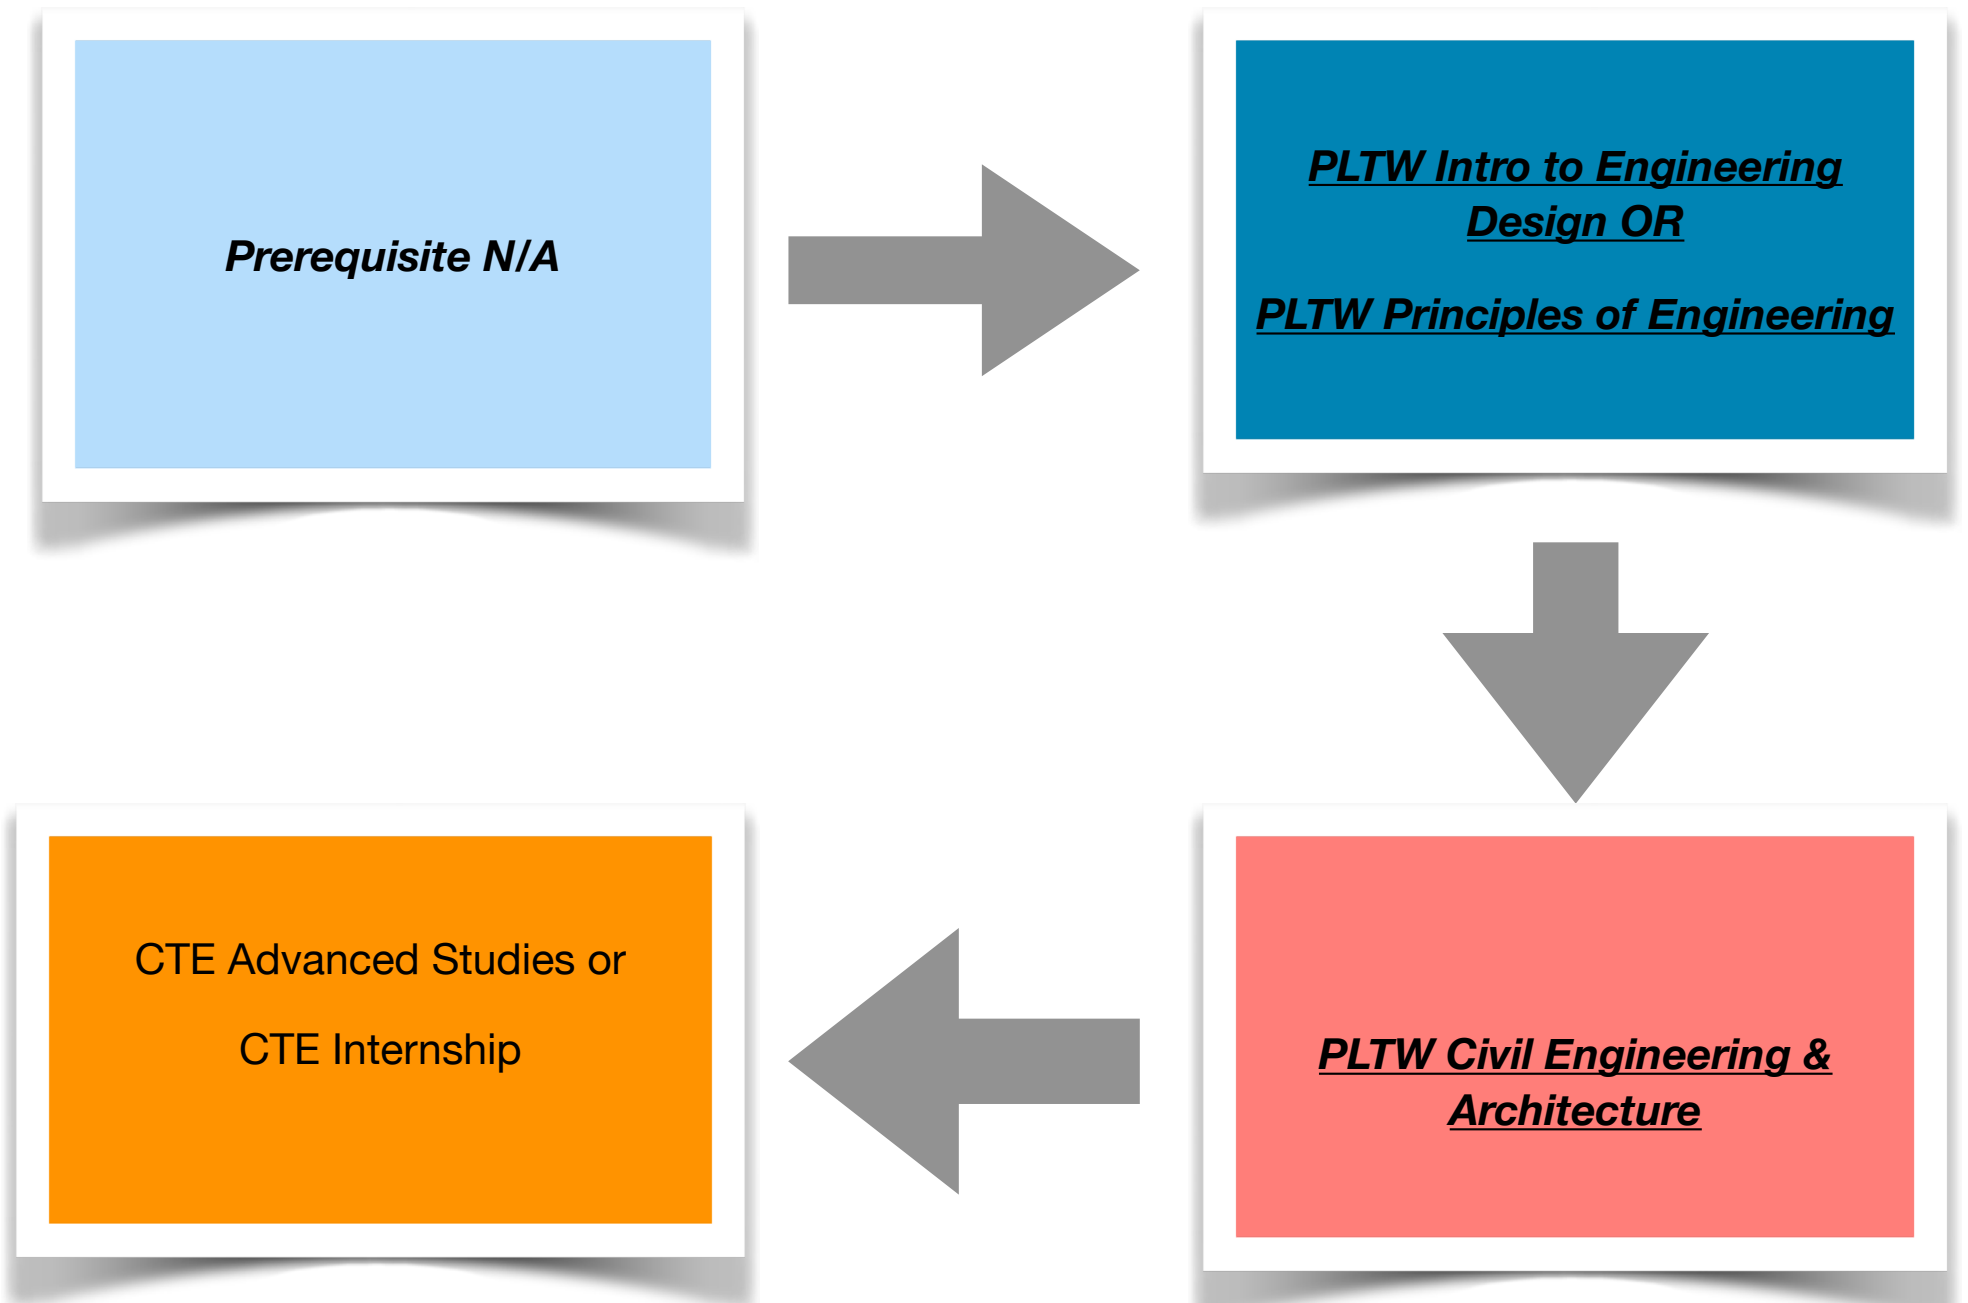 Prerequisite N/A
PLTW Intro to Engineering
Design OR
PLTW Principles of Engineering
PLTW Civil Engineering &
Architecture
CTE Advanced Studies or
CTE Internship